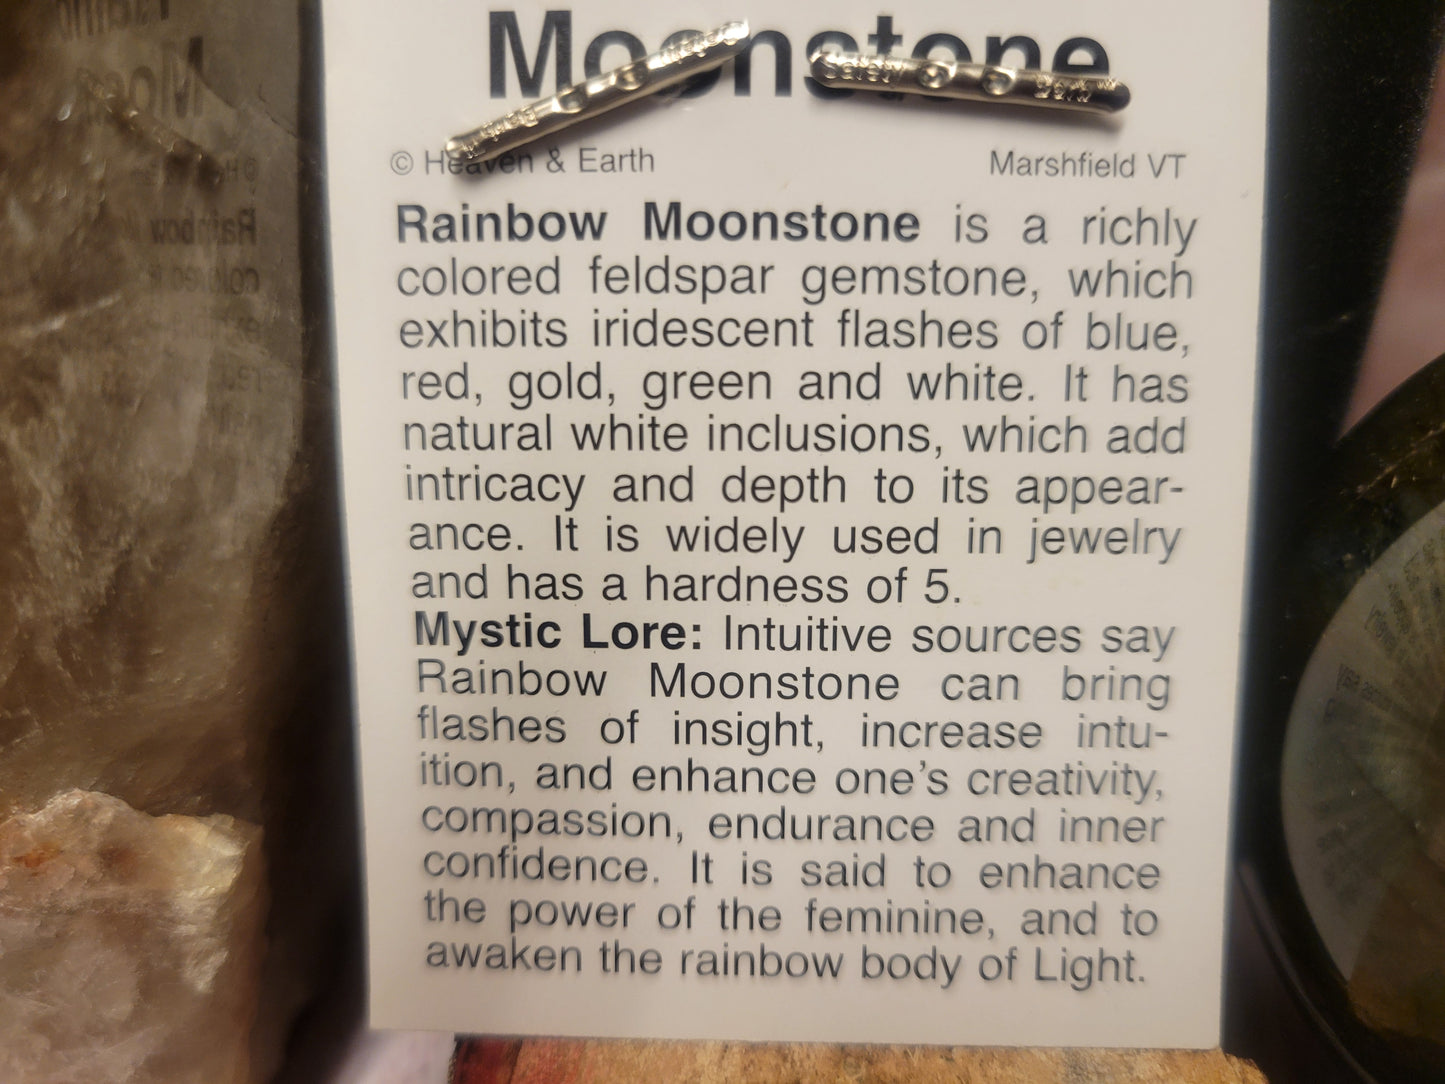 Moonstone
© Heaven & Earth Marshfield VT
Rainbow Moonstone is a richly
colored feldspar gemstone, which
exhibits iridescent flashes of blue,
red, gold, green and white. It has
natural white inclusions, which add
intricacy and depth to its appear-
ance. It is widely used in jewelry
and has a hardness of 5.
Mystic Lore: Intuitive sources say
Rainbow Moonstone can bring
flashes of insight, increase intu-
ition, and enhance one's creativity,
compassion, endurance and inner
confidence. It is said to enhance
the power of the feminine, and to
awaken the rainbow body of Light.